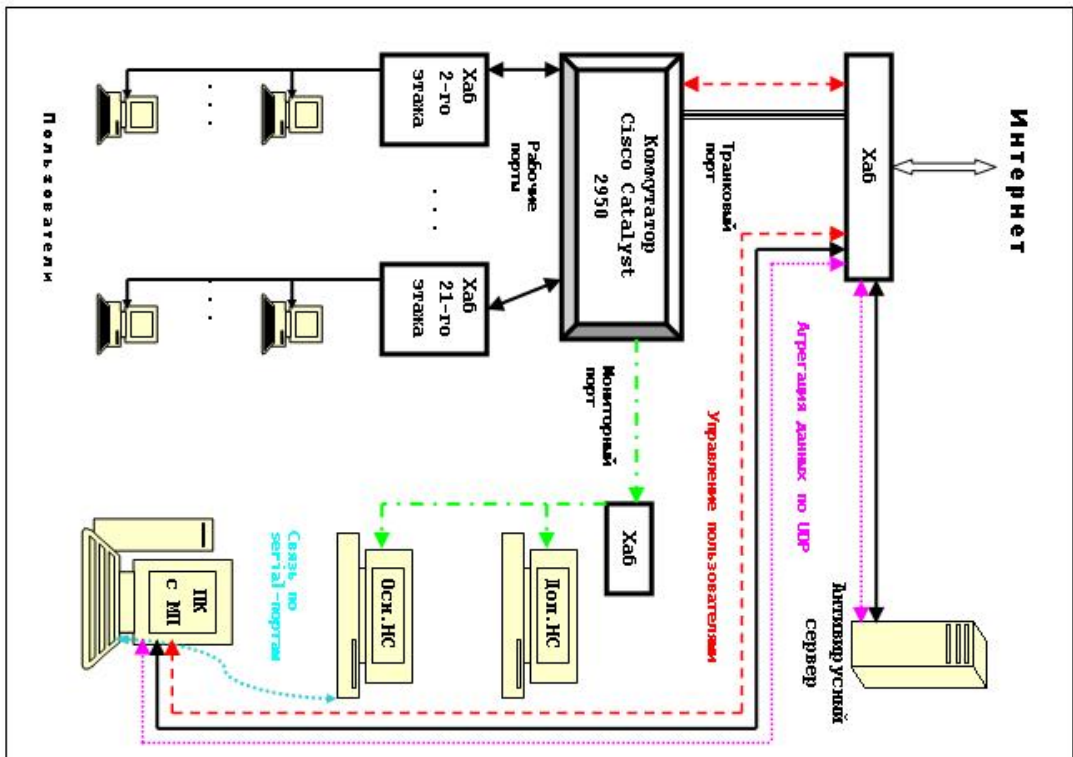 Интернет
Хаб
Антивирусный
сервер
Агрегация данных по UDP
Транковый
порт
Управление пользователями
Коммутатор
Cisco Catalyst
2950
Хаб
Мониторный
порт
Рабочие
порты
...
Доп.НС
Хаб
2-го
этажа
Хаб
21-го
этажа
Осн.НС
Связь по
serial-портам
...
...
ПК
с МП
Пользователи